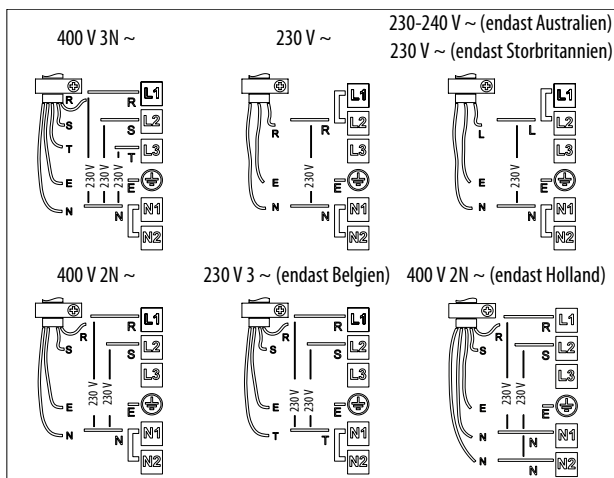 400 V 3N ~
R
S
T
E
N
230 V
230 V
230 V
R
S
T
E
N
L1
L2
L3
N1
N2
230 V ~
R
E
N
230 V
R
E
N
L1
L2
L3
N1
N2
230-240 V ~ (endast Australien)
230 V ~ (endast Storbritannien)
L
E
N
230 V
L
E
N
L1
L2
L3
N1
N2
400 V 2N ~
R
S
E
N
230 V
230 V
R
S
E
N
L1
L2
L3
N1
N2
230 V 3 ~ (endast Belgien)
R
S
E
T
230 V
230 V
R
S
E
T
L1
L2
L3
N1
N2
400 V 2N ~ (endast Holland)
R
S
E
N
N
230 V
230 V
R
S
E
N
N
L1
L2
L3
N1
N2